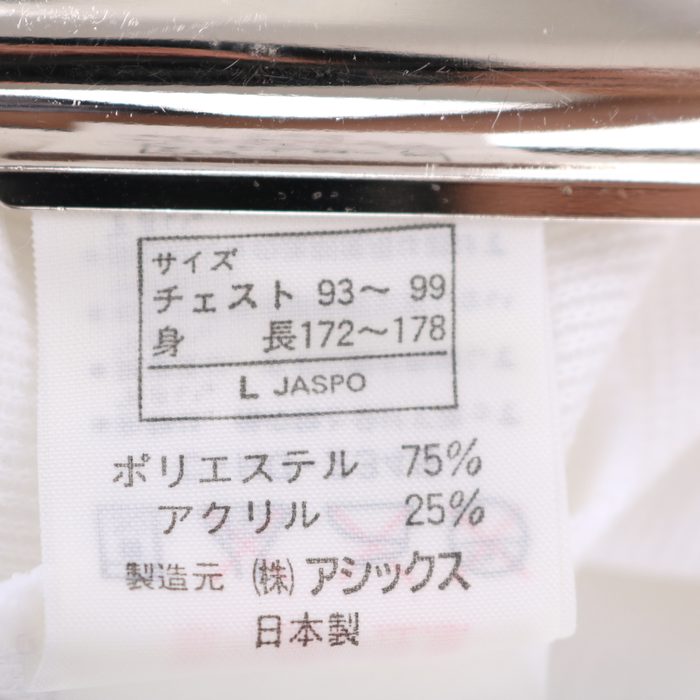 サイズ
チェスト 93～ 99
身 長172～178
L JASPO
ポリエステル 75%
アクリル 25%
製造元 (株)アシックス
日本製